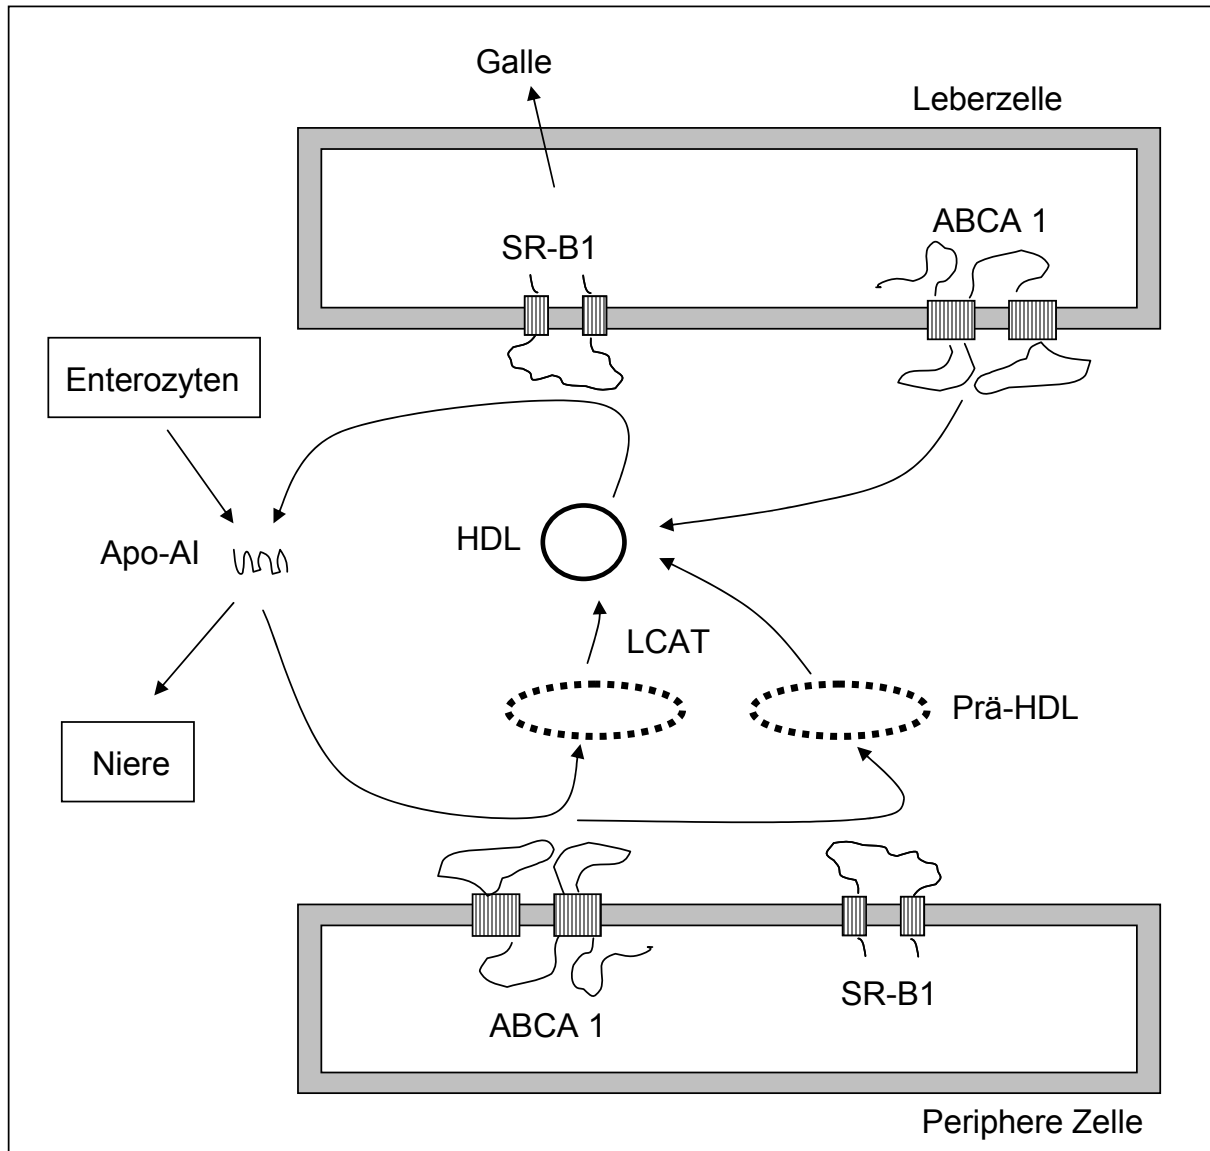 Galle
Leberzelle
ABCA 1
SR-B1
Enterozyten
Apo-AI
HDL
LCAT
Prä-HDL
Niere
SR-B1
ABCA 1
Periphere Zelle